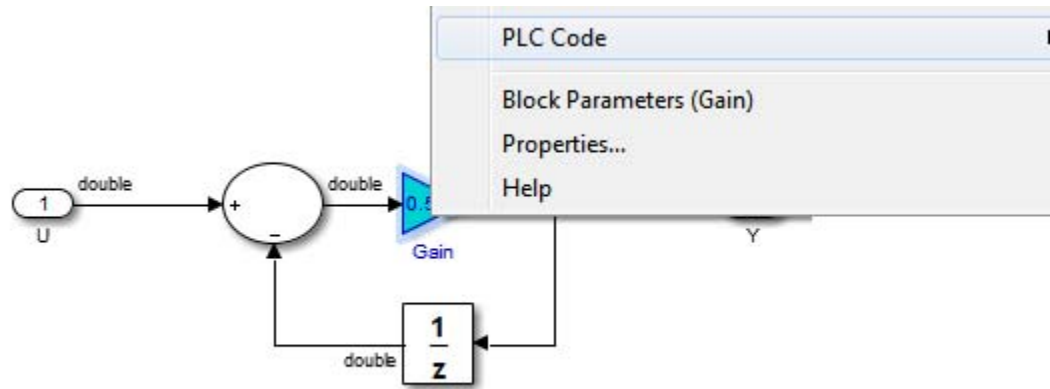 PLC Code
Block Parameters (Gain)
Properties...
Help
double
double
1
+
0.5
U
−
Y
Gain
1
z
double